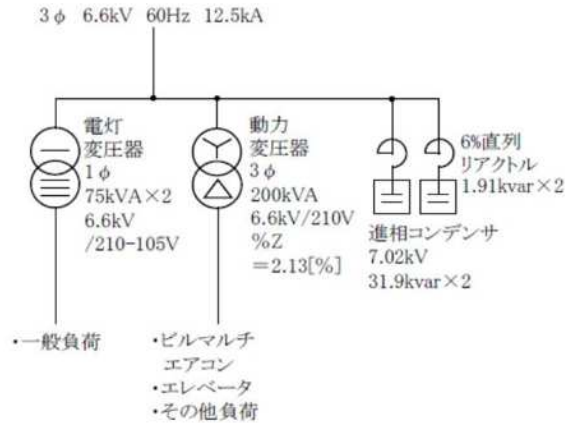 3φ 6.6kV 60Hz 12.5kA
電灯
変圧器
1φ
75kVA×2
6.6kV
/210-105V
動力
変圧器
3φ
200kVA
6.6kV/210V
%Z
=2.13[%]
6%直列
リアクトル
1.91kvar×2
進相コンデンサ
7.02kV
31.9kvar×2
・一般負荷
・ビルマルチ
エアコン
・エレベータ
・その他負荷